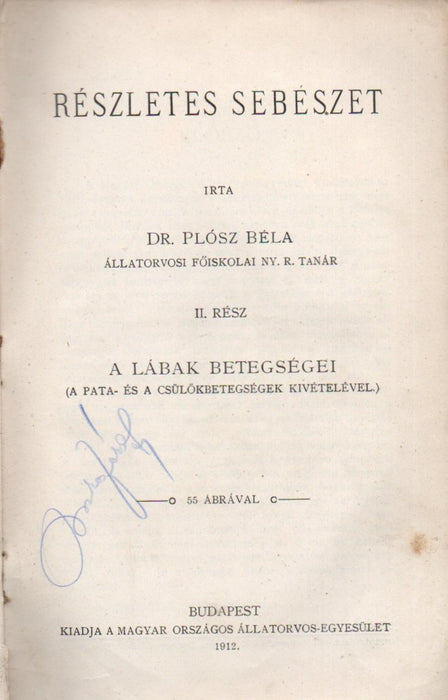 RÉSZLETES SEBÉSZET
IRTA
DR. PLÓSZ BÉLA
ÁLLATORVOSI FŐISKOLAI NY. R. TANÁR
II. RÉSZ
A LÁBAK BETEGSÉGEI
(A PATA- ÉS A CSÜLÖKBETEGSÉGEK KIVÉTELÉVEL.)
55 ÁBRÁVAL
BUDAPEST
KIADJA A MAGYAR ORSZÁGOS ÁLLATORVOS-EGYESÜLET
1912.